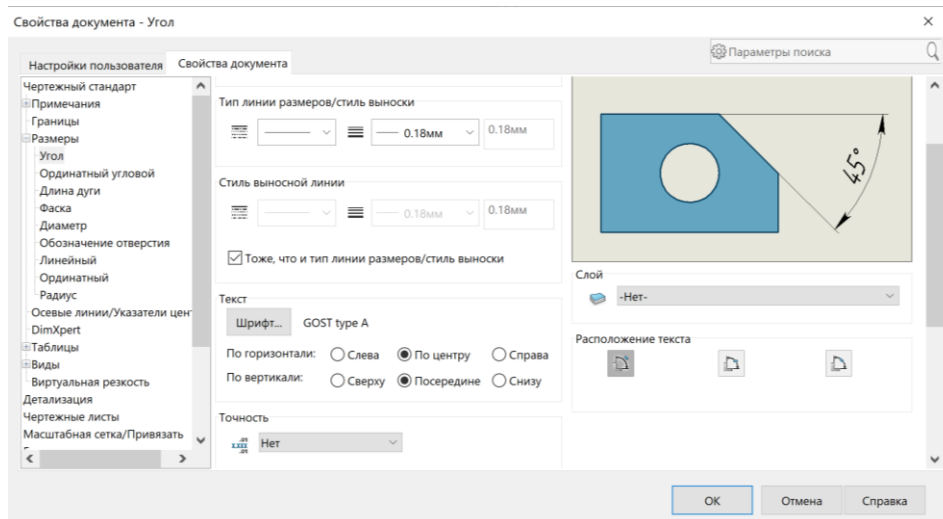 Свойства документа - Угол
Параметры поиска
Настройки пользователя
Свойства документа
Чертежный стандарт
Примечания
Границы
Размеры
Угол
Ординатный угловой
Длина дуги
Фаска
Диаметр
Обозначение отверстия
Линейный
Ординатный
Радиус
Осевые линии/Указатели цен
DimXpert
Таблицы
Виды
Виртуальная резкость
Детализация
Чертежные листы
Масштабная сетка/Привязать
Тип линии размеров/стиль выноски
0.18мм 0.18мм
Стиль выносной линии
0.18мм 0.18мм
Тоже, что и тип линии размеров/стиль выноски
Текст
Шрифт... GOST type A
По горизонтали: Слева По центру Справа
По вертикали: Сверху Посередине Снизу
Точность
Нет
45°
Слой
-Нет-
Расположение текста
ОК Отмена Справка